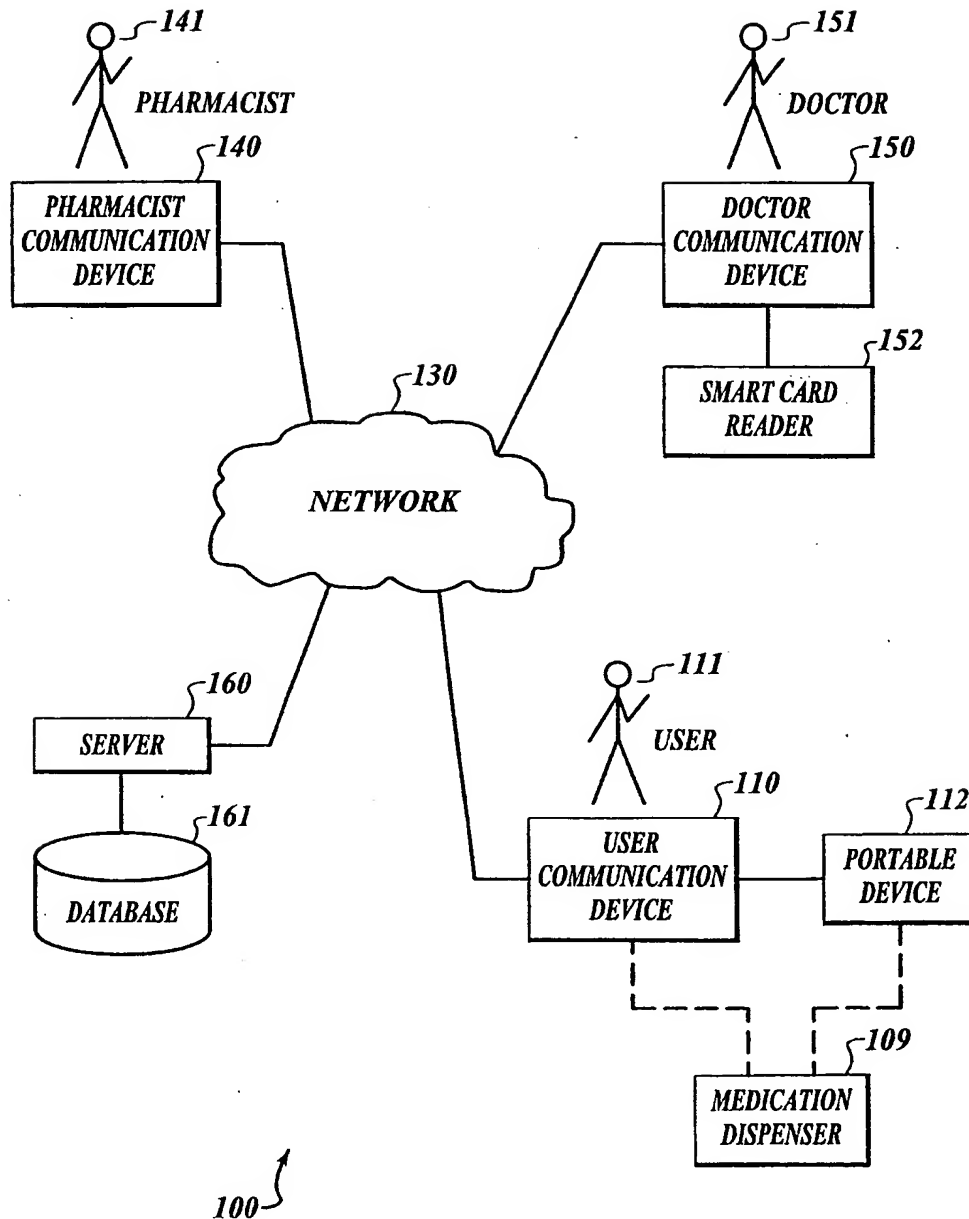 141
PHARMACIST
140
PHARMACIST
COMMUNICATION
DEVICE
151
DOCTOR
150
DOCTOR
COMMUNICATION
DEVICE
152
SMART CARD
READER
130
NETWORK
160
SERVER
161
DATABASE
111
USER
110
USER
COMMUNICATION
DEVICE
112
PORTABLE
DEVICE
109
MEDICATION
DISPENSER
100